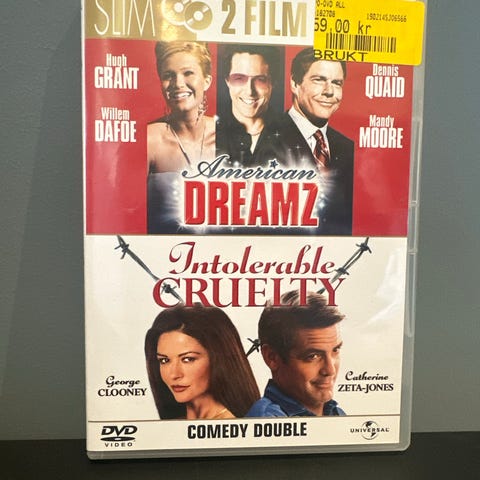 SLIM 2 FILM
59.00 kr
BRUKT
Hugh
GRANT
Willem
DAFOE
Dennis
QUAID
Mandy
MOORE
American
DREAMZ
Intolerable
CRUELTY
George
CLOONEY
Catherine
ZETA-JONES
DVD
VIDEO
COMEDY DOUBLE
UNIVERSAL